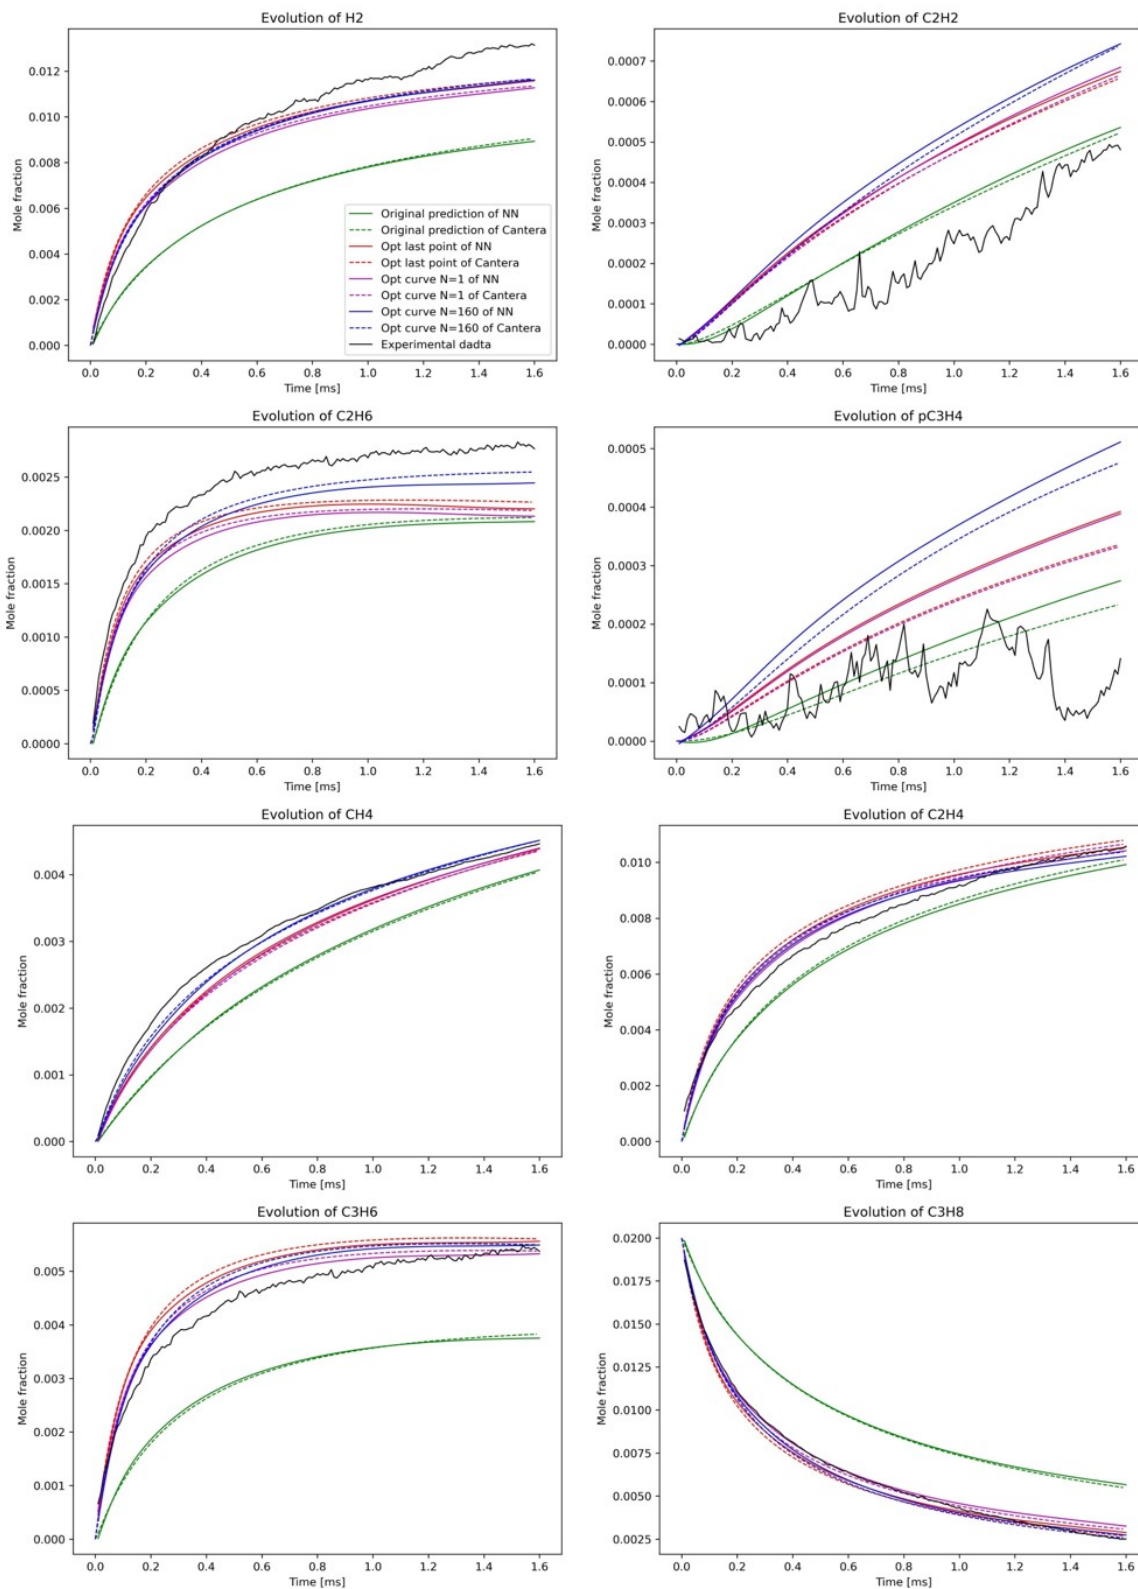 Evolution of H2
Mole fraction
0.012
0.010
0.008
0.006
0.004
0.002
0.000
Original prediction of NN
Original prediction of Cantera
Opt last point of NN
Opt last point of Cantera
Opt curve N=1 of NN
Opt curve N=1 of Cantera
Opt curve N=160 of NN
Opt curve N=160 of Cantera
Experimental dadta
0.0 0.2 0.4 0.6 0.8 1.0 1.2 1.4 1.6
Time [ms]
Evolution of C2H2
Mole fraction
0.0007
0.0006
0.0005
0.0004
0.0003
0.0002
0.0001
0.0000
0.0 0.2 0.4 0.6 0.8 1.0 1.2 1.4 1.6
Time [ms]
Evolution of C2H6
Mole fraction
0.0025
0.0020
0.0015
0.0010
0.0005
0.0000
0.0 0.2 0.4 0.6 0.8 1.0 1.2 1.4 1.6
Time [ms]
Evolution of pC3H4
Mole fraction
0.0005
0.0004
0.0003
0.0002
0.0001
0.0000
0.0 0.2 0.4 0.6 0.8 1.0 1.2 1.4 1.6
Time [ms]
Evolution of CH4
Mole fraction
0.004
0.003
0.002
0.001
0.000
0.0 0.2 0.4 0.6 0.8 1.0 1.2 1.4 1.6
Time [ms]
Evolution of C2H4
Mole fraction
0.010
0.008
0.006
0.004
0.002
0.000
0.0 0.2 0.4 0.6 0.8 1.0 1.2 1.4 1.6
Time [ms]
Evolution of C3H6
Mole fraction
0.005
0.004
0.003
0.002
0.001
0.000
0.0 0.2 0.4 0.6 0.8 1.0 1.2 1.4 1.6
Time [ms]
Evolution of C3H8
Mole fraction
0.0200
0.0175
0.0150
0.0125
0.0100
0.0075
0.0050
0.0025
0.0 0.2 0.4 0.6 0.8 1.0 1.2 1.4 1.6
Time [ms]